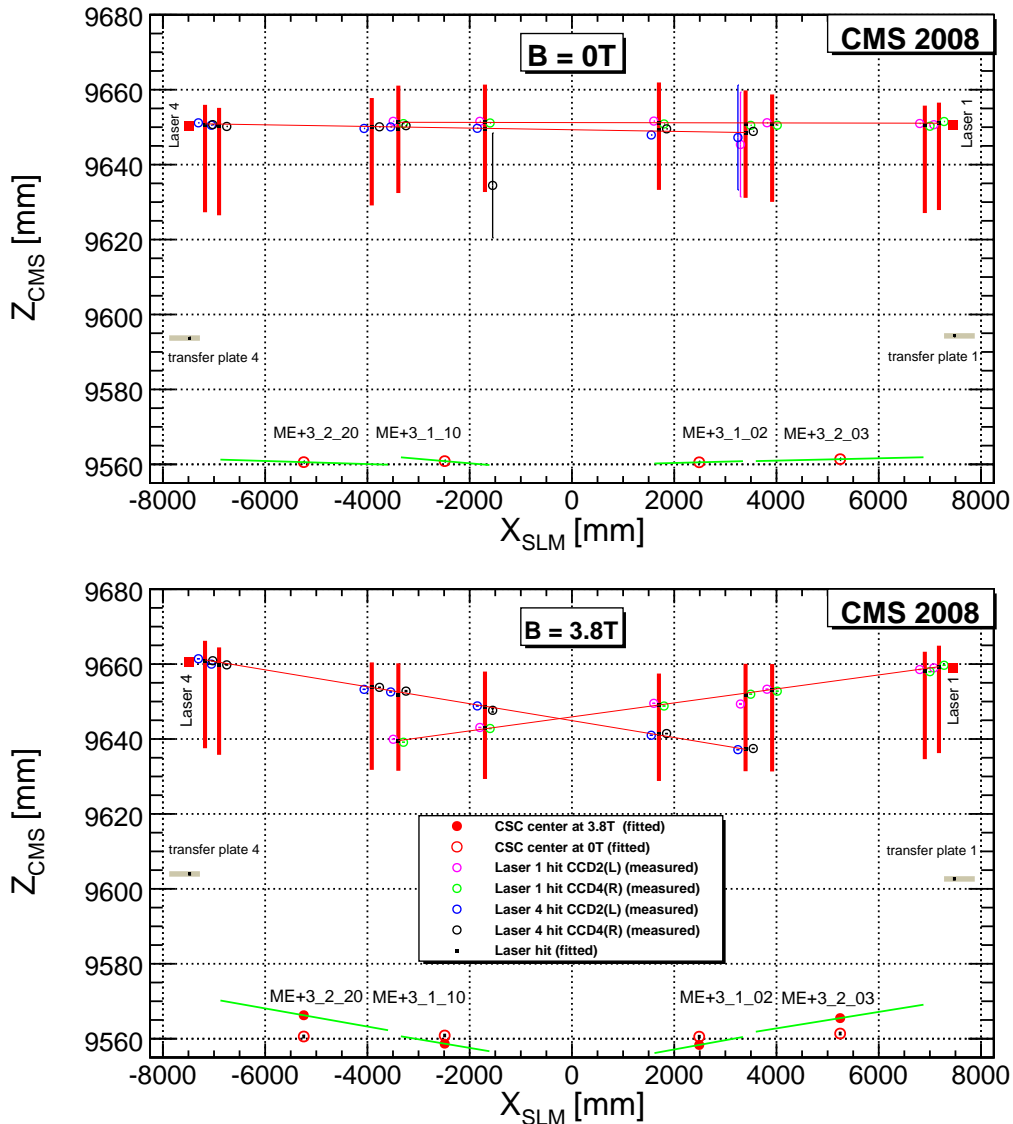 B = 0T
CMS 2008
9680
9660
9640
9620
9600
9580
9560
Z_CMS [mm]
Laser 4
Laser 1
transfer plate 4
transfer plate 1
ME+3_2_20
ME+3_1_10
ME+3_1_02
ME+3_2_03
-8000 -6000 -4000 -2000 0 2000 4000 6000 8000
X_SLM [mm]
B = 3.8T
CMS 2008
9680
9660
9640
9620
9600
9580
9560
Z_CMS [mm]
Laser 4
Laser 1
transfer plate 4
transfer plate 1
CSC center at 3.8T (fitted)
CSC center at 0T (fitted)
Laser 1 hit CCD2(L) (measured)
Laser 1 hit CCD4(R) (measured)
Laser 4 hit CCD2(L) (measured)
Laser 4 hit CCD4(R) (measured)
Laser hit (fitted)
ME+3_2_20
ME+3_1_10
ME+3_1_02
ME+3_2_03
-8000 -6000 -4000 -2000 0 2000 4000 6000 8000
X_SLM [mm]